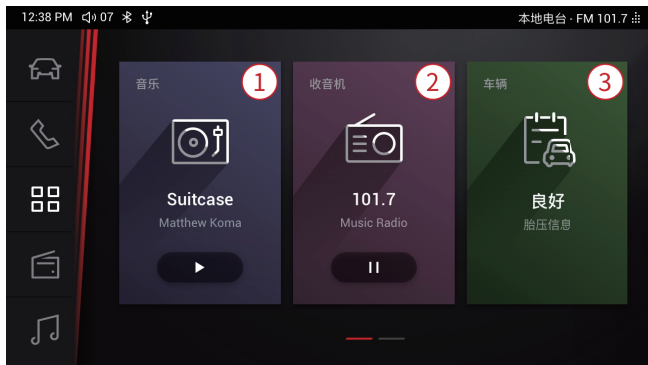 12:38 PM 07 本地电台 · FM 101.7
音乐 1 收音机 2 车辆 3
Suitcase 101.7 良好
Matthew Koma Music Radio 胎压信息